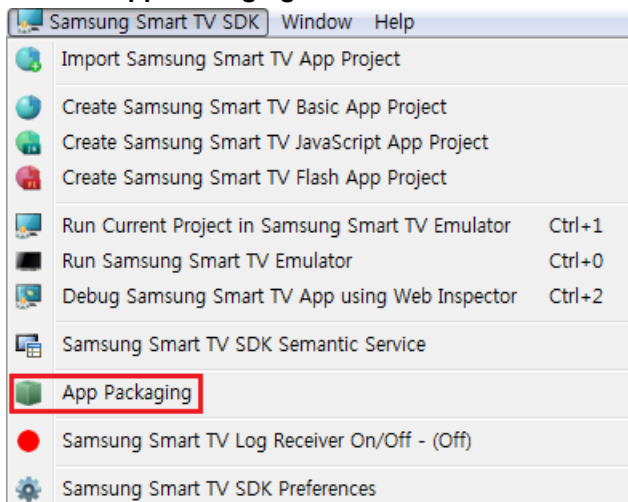 Samsung Smart TV SDK Window Help
Import Samsung Smart TV App Project
Create Samsung Smart TV Basic App Project
Create Samsung Smart TV JavaScript App Project
Create Samsung Smart TV Flash App Project
Run Current Project in Samsung Smart TV Emulator Ctrl+1
Run Samsung Smart TV Emulator Ctrl+0
Debug Samsung Smart TV App using Web Inspector Ctrl+2
Samsung Smart TV SDK Semantic Service
App Packaging
Samsung Smart TV Log Receiver On/Off - (Off)
Samsung Smart TV SDK Preferences